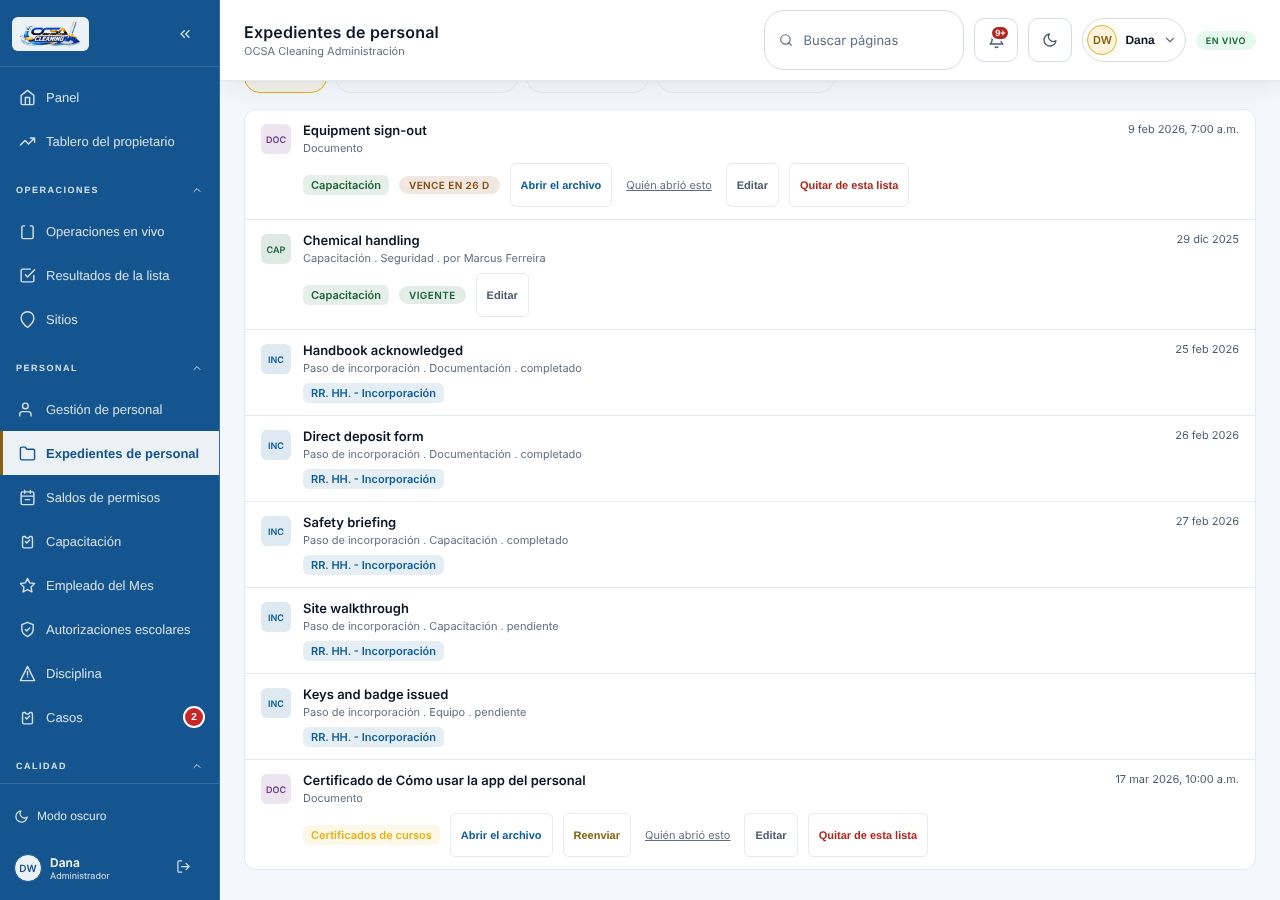 OCSA
CLEANING
Panel
Tablero del propietario
OPERACIONES
Operaciones en vivo
Resultados de la lista
Sitios
PERSONAL
Gestión de personal
Expedientes de personal
Saldos de permisos
Capacitación
Empleado del Mes
Autorizaciones escolares
Disciplina
Casos
2
CALIDAD
Modo oscuro
DW
Dana
Administrador
Expedientes de personal
OCSA Cleaning Administración
Buscar páginas
9+
DW
Dana
EN VIVO
DOC
Equipment sign-out
9 feb 2026, 7:00 a.m.
Documento
Capacitación
VENCE EN 26 D
Abrir el archivo
Quién abrió esto
Editar
Quitar de esta lista
CAP
Chemical handling
29 dic 2025
Capacitación . Seguridad . por Marcus Ferreira
Capacitación
VIGENTE
Editar
INC
Handbook acknowledged
25 feb 2026
Paso de incorporación . Documentación . completado
RR. HH. - Incorporación
INC
Direct deposit form
26 feb 2026
Paso de incorporación . Documentación . completado
RR. HH. - Incorporación
INC
Safety briefing
27 feb 2026
Paso de incorporación . Capacitación . completado
RR. HH. - Incorporación
INC
Site walkthrough
Paso de incorporación . Capacitación . pendiente
RR. HH. - Incorporación
INC
Keys and badge issued
Paso de incorporación . Equipo . pendiente
RR. HH. - Incorporación
DOC
Certificado de Cómo usar la app del personal
17 mar 2026, 10:00 a.m.
Documento
Certificados de cursos
Abrir el archivo
Reenviar
Quién abrió esto
Editar
Quitar de esta lista